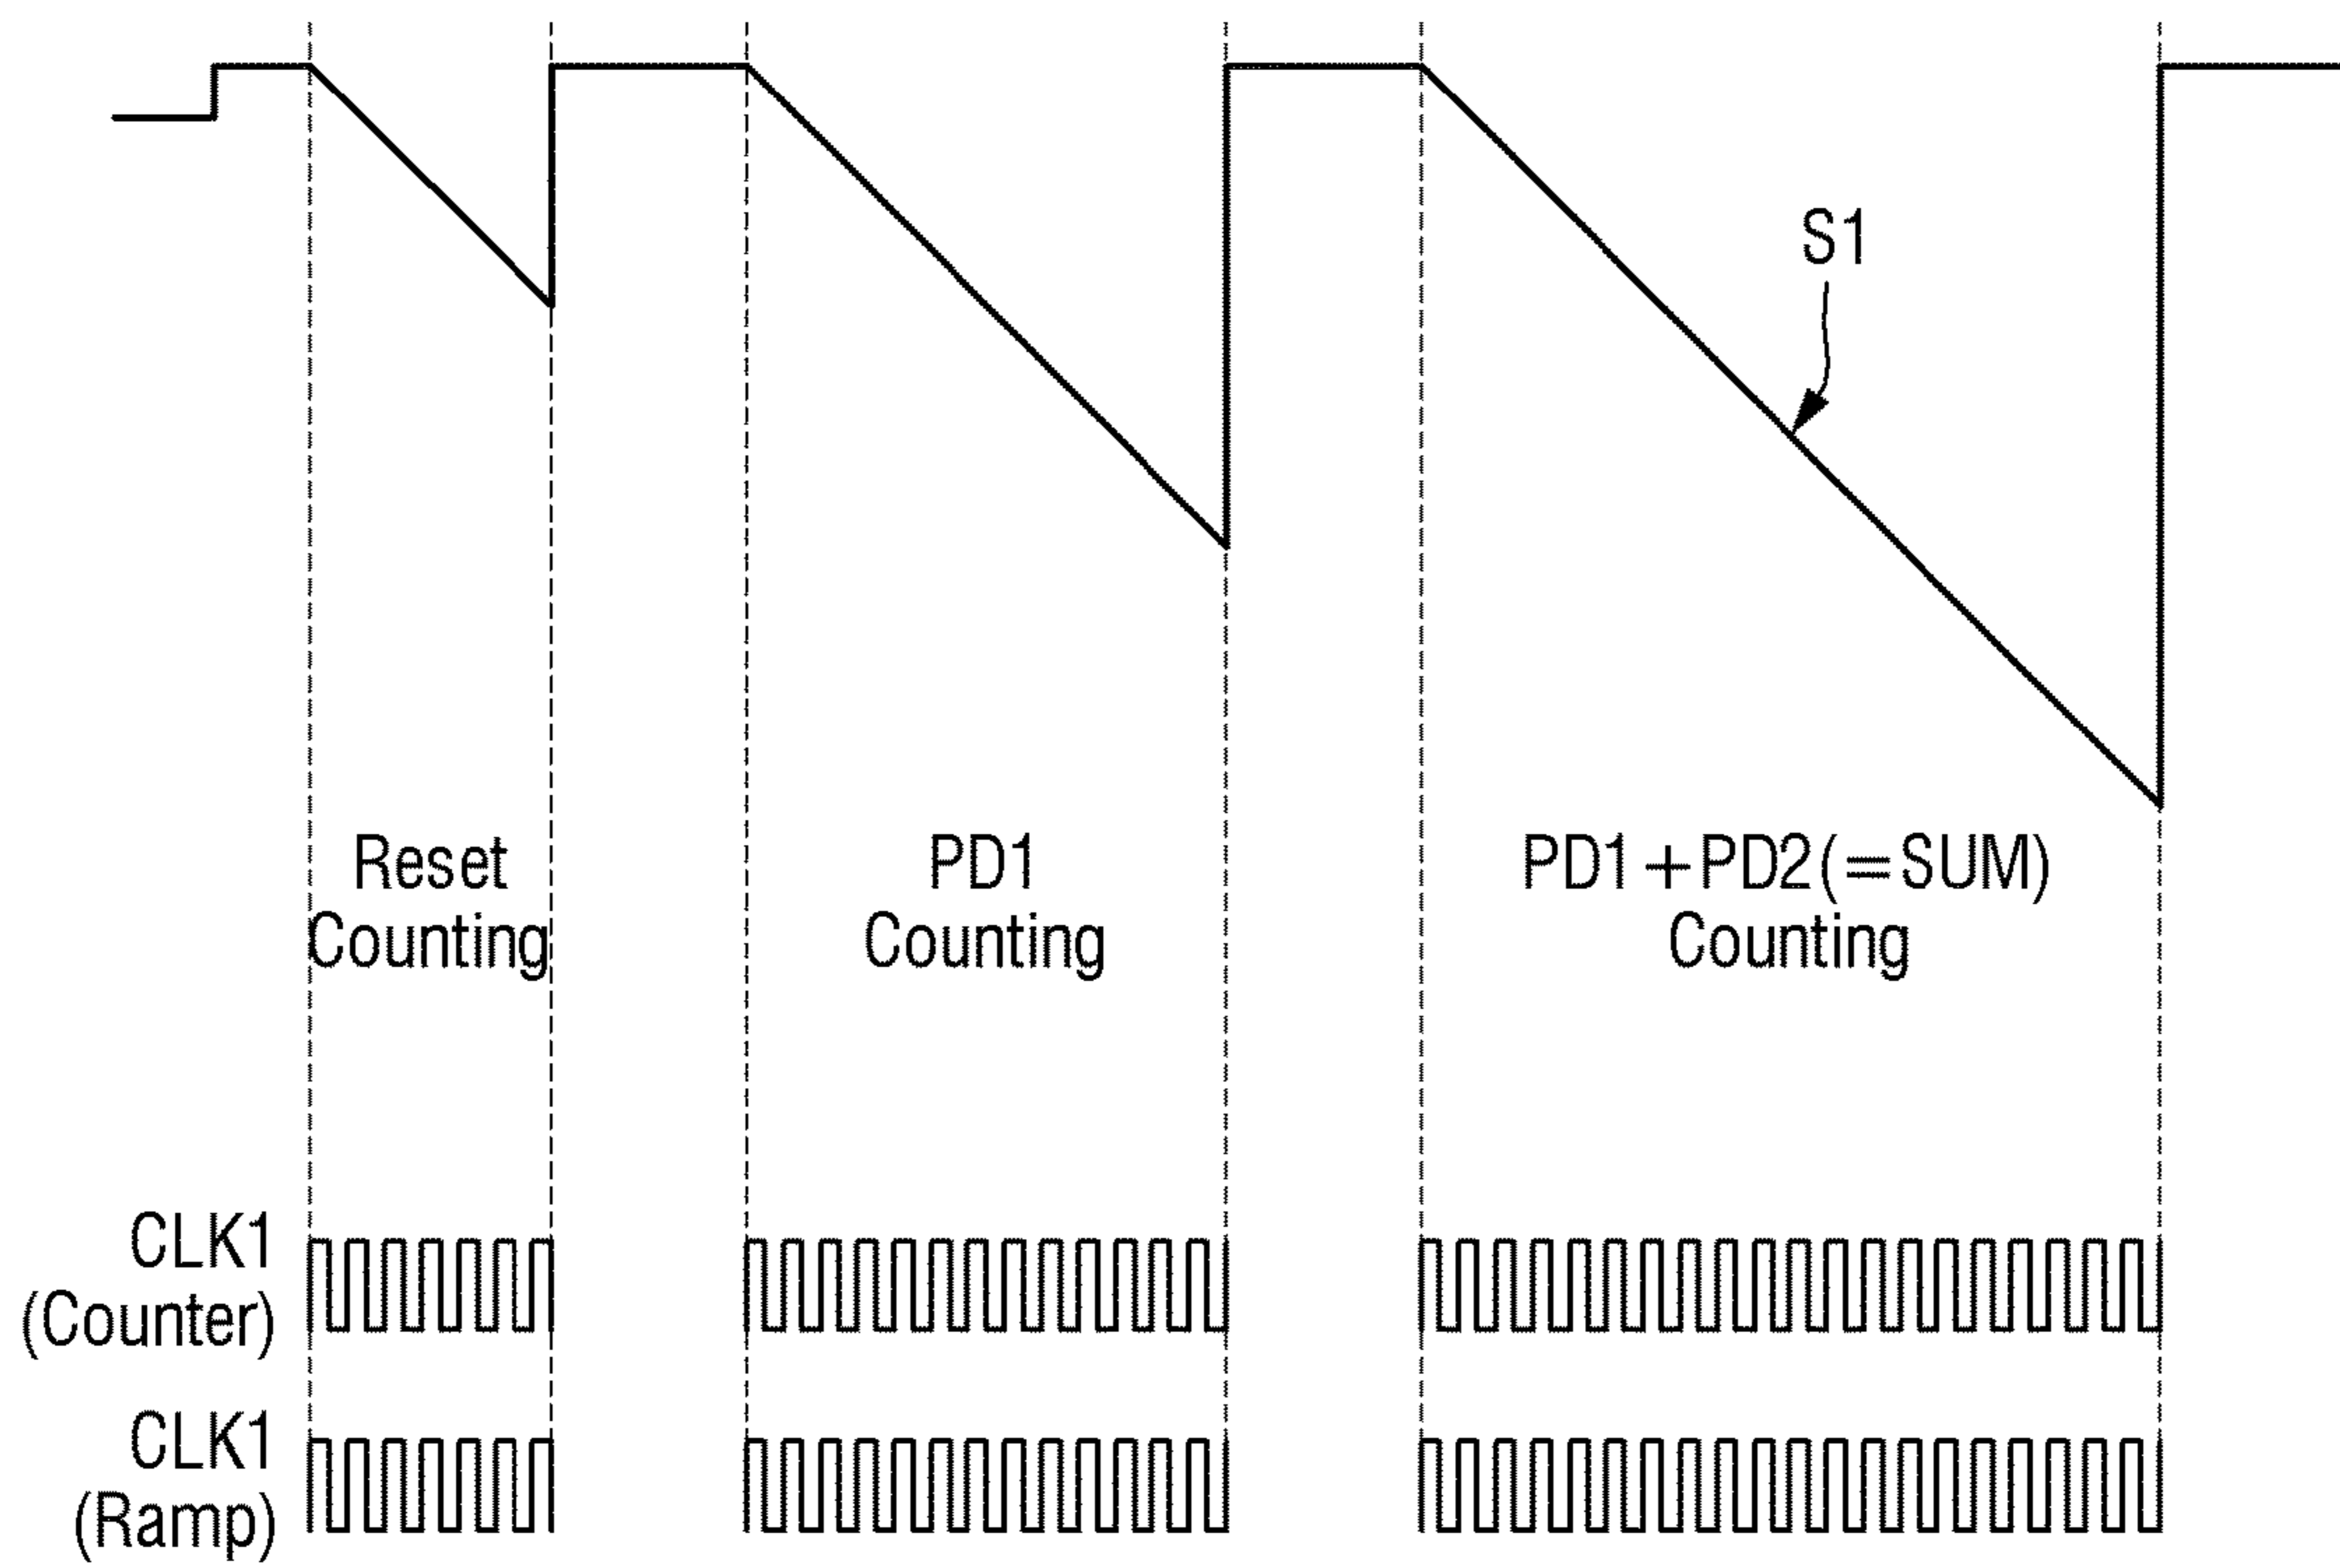 S1
Reset
Counting
PD1
Counting
PD1+PD2(=SUM)
Counting
CLK1
(Counter)
CLK1
(Ramp)